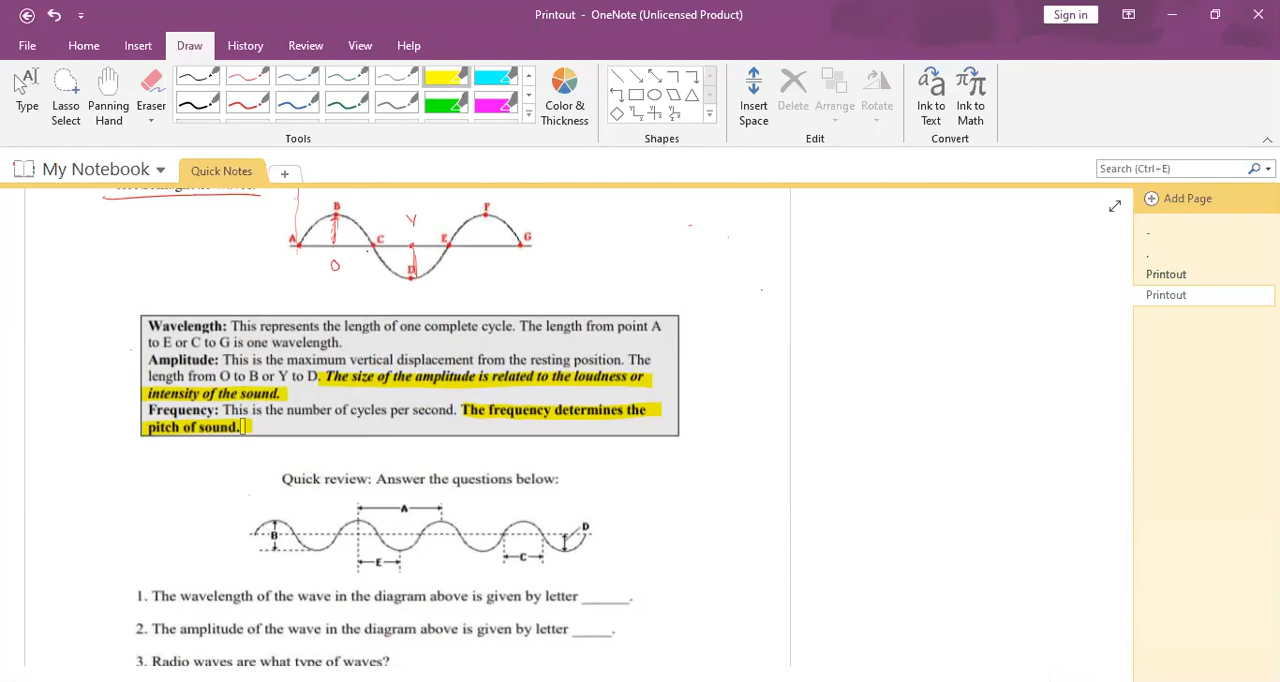 Printout - OneNote (Unlicensed Product)
Sign in
File Home Insert Draw History Review View Help
Type
Lasso Select
Panning Hand
Eraser
Color & Thickness
Insert Space
Delete
Arrange
Rotate
Ink to Text
Ink to Math
Tools
Shapes
Edit
Convert
My Notebook
Quick Notes
Search (Ctrl+E)
Add Page
-
.
Printout
Printout
B F
Y
A C E G
O D
Wavelength: This represents the length of one complete cycle. The length from point A
to E or C to G is one wavelength.
Amplitude: This is the maximum vertical displacement from the resting position. The
length from O to B or Y to D. The size of the amplitude is related to the loudness or
intensity of the sound.
Frequency: This is the number of cycles per second. The frequency determines the
pitch of sound.
Quick review: Answer the questions below:
A
B D
E C
1. The wavelength of the wave in the diagram above is given by letter ______.
2. The amplitude of the wave in the diagram above is given by letter _____.
3. Radio waves are what type of waves?